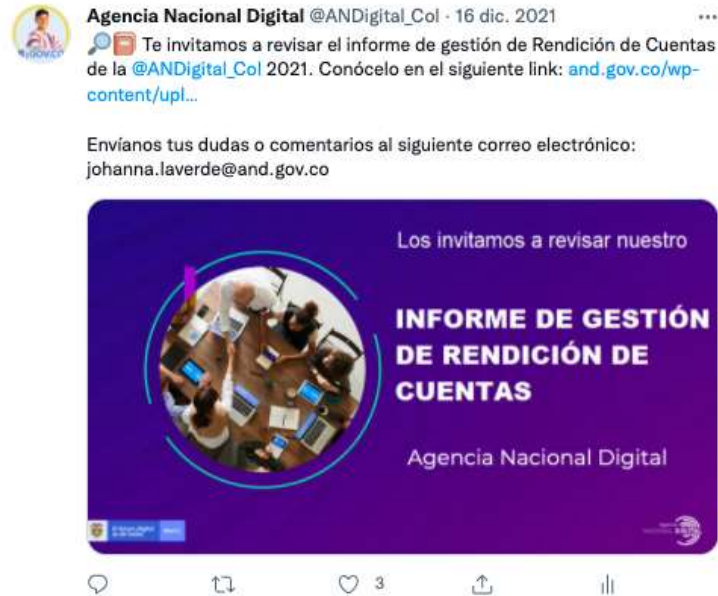 Agencia Nacional Digital @ANDigital_Col · 16 dic. 2021
🔎📔 Te invitamos a revisar el informe de gestión de Rendición de Cuentas
de la @ANDigital_Col 2021. Conócelo en el siguiente link: and.gov.co/wp-
content/upl...
Envíanos tus dudas o comentarios al siguiente correo electrónico:
johanna.laverde@and.gov.co
Los invitamos a revisar nuestro
INFORME DE GESTIÓN
DE RENDICIÓN DE
CUENTAS
Agencia Nacional Digital
3